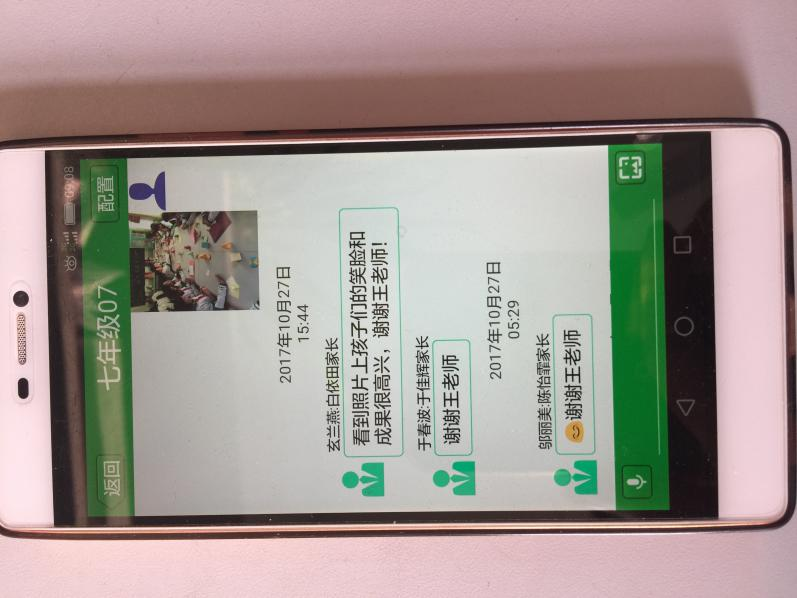 09:08
返回
七年级07
配置
2017年10月27日
15:44
玄兰燕:白依田家长
看到照片上孩子们的笑脸和
成果很高兴，谢谢王老师！
于春波:于佳辉家长
谢谢王老师
2017年10月27日
05:29
邬丽美:陈怡霏家长
😊谢谢王老师